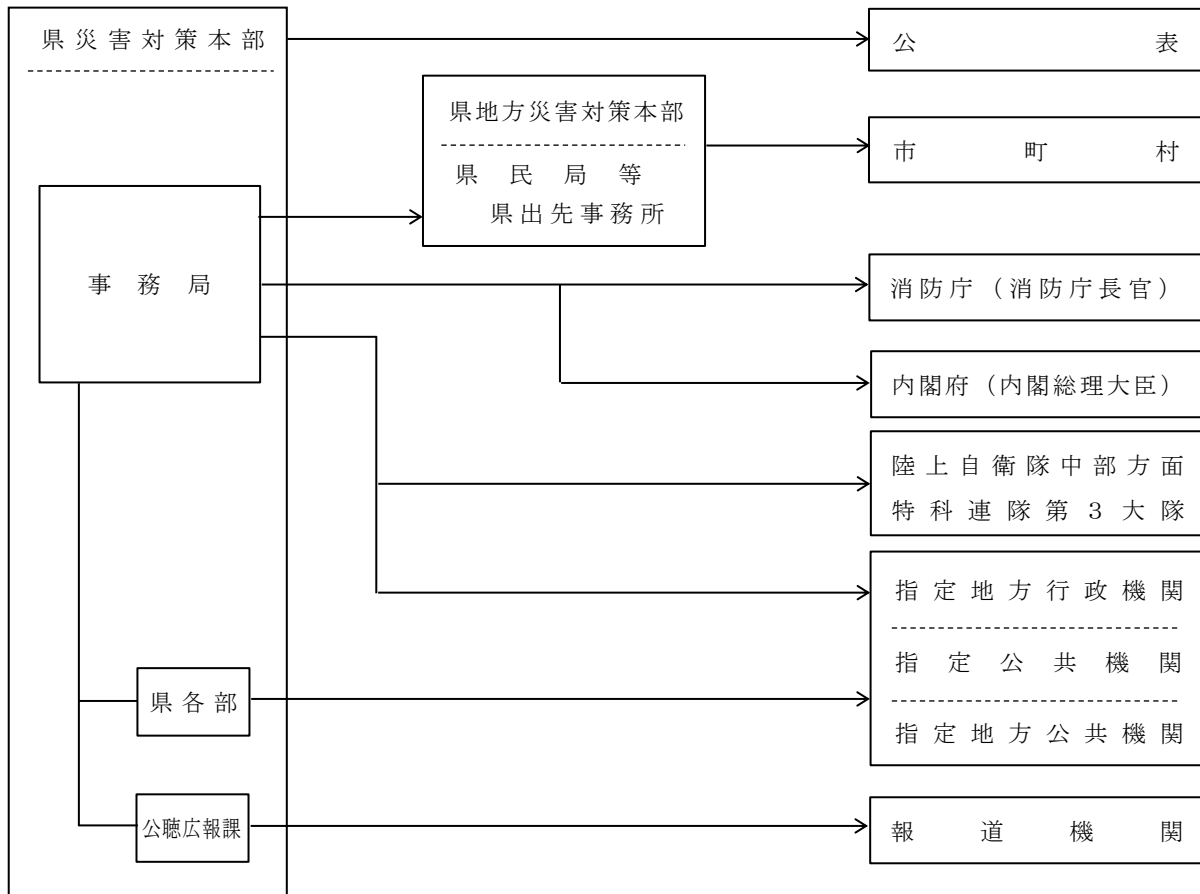 県災害対策本部
公表
県地方災害対策本部
県民局等
県出先事務所
市町村
事務局
消防庁（消防庁長官）
内閣府（内閣総理大臣）
陸上自衛隊中部方面
特科連隊第３大隊
指定地方行政機関
指定公共機関
指定地方公共機関
県各部
公聴広報課
報道機関